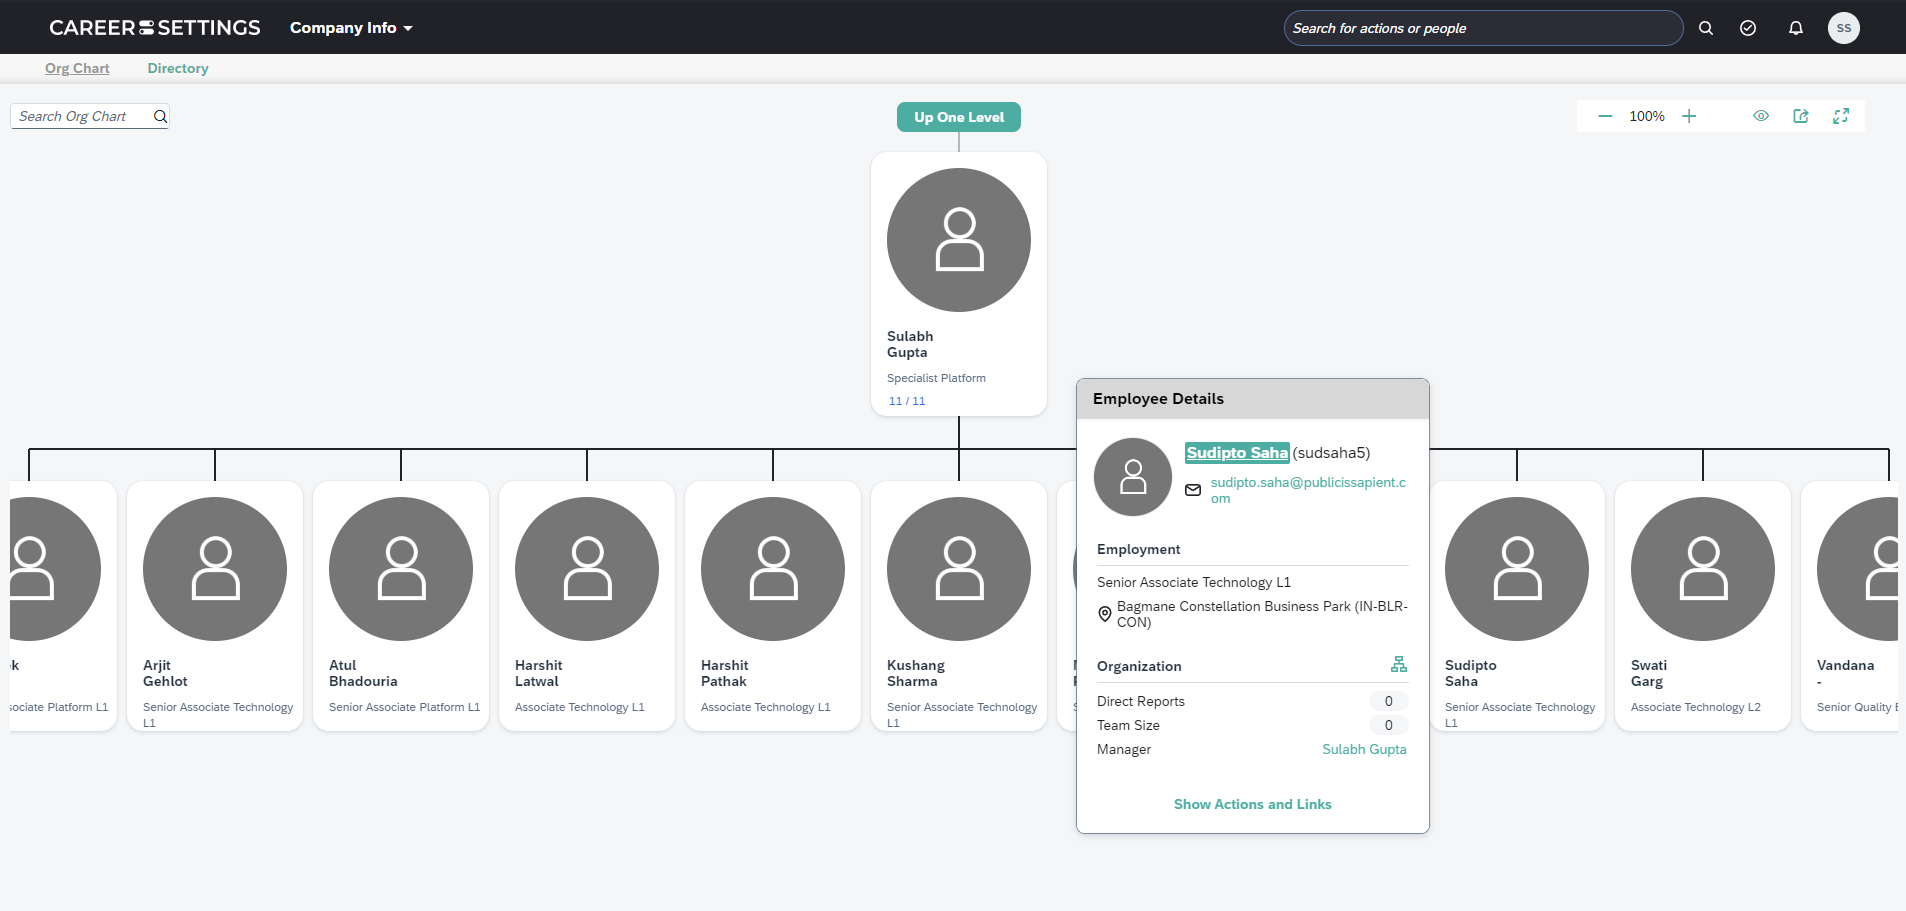 CAREER SETTINGS
Company Info
Search for actions or people
SS
Org Chart
Directory
Search Org Chart
Up One Level
100%
Sulabh
Gupta
Specialist Platform
11 / 11
Employee Details
Sudipto Saha (sudsaha5)
sudipto.saha@publicissapient.c
om
Employment
Senior Associate Technology L1
Bagmane Constellation Business Park (IN-BLR-
CON)
Organization
Direct Reports 0
Team Size 0
Manager Sulabh Gupta
Show Actions and Links
Arjit
Gehlot
Senior Associate Technology
L1
Atul
Bhadouria
Senior Associate Platform L1
Harshit
Latwal
Associate Technology L1
Harshit
Pathak
Associate Technology L1
Kushang
Sharma
Senior Associate Technology
L1
Sudipto
Saha
Senior Associate Technology
L1
Swati
Garg
Associate Technology L2
Vandana
-
Senior Quality